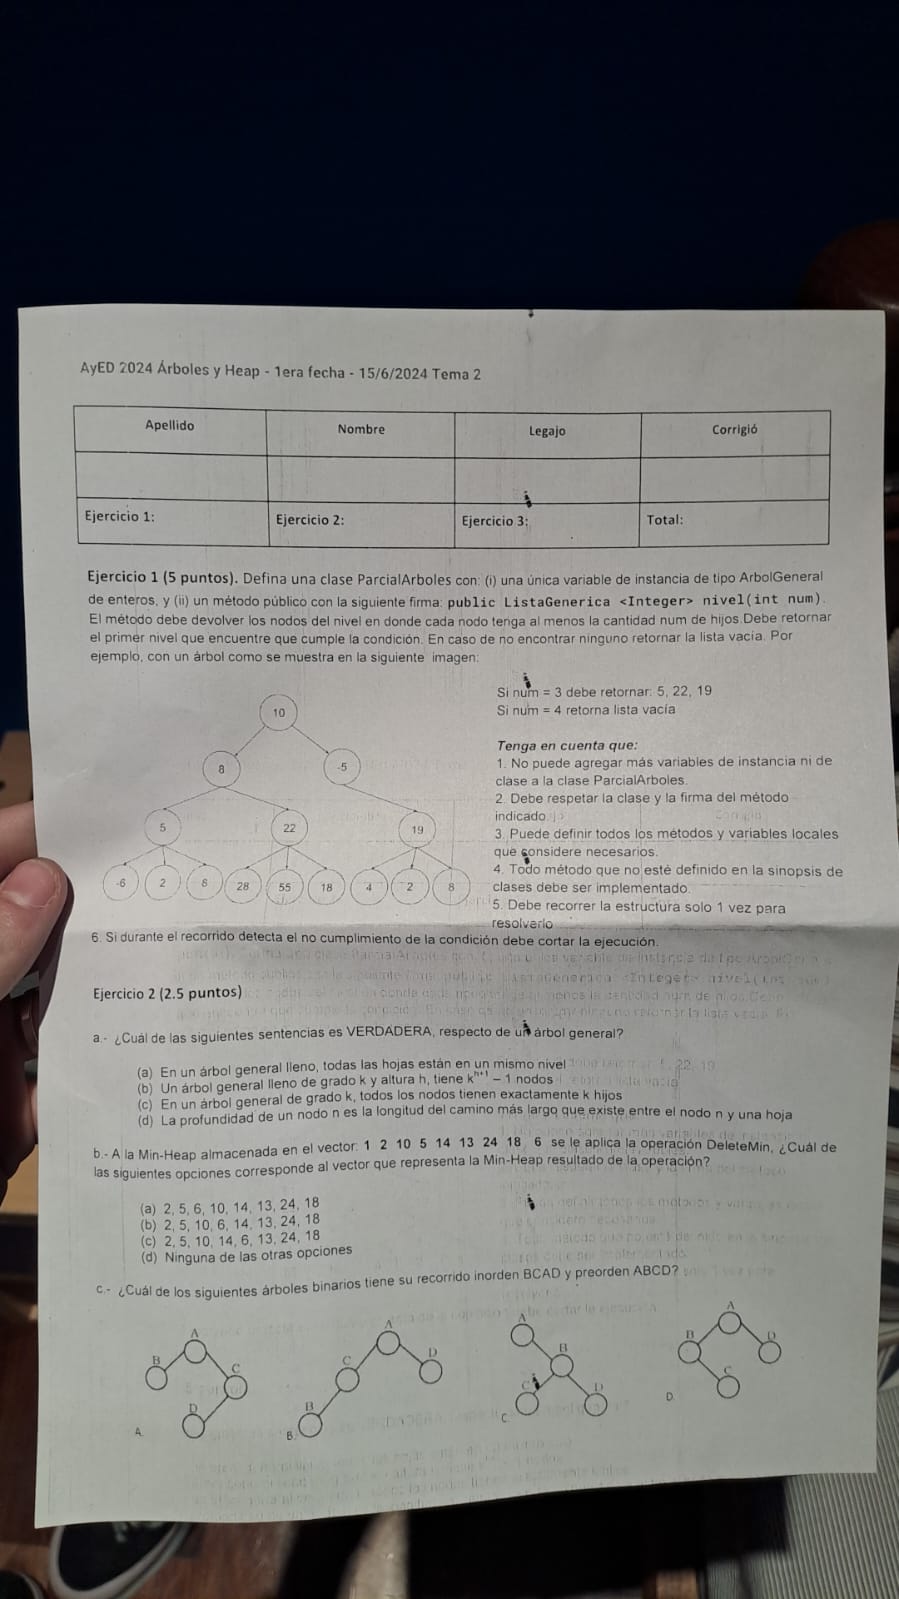 AyED 2024 Árboles y Heap - 1era fecha - 15/6/2024 Tema 2
Apellido Nombre Legajo Corrigió
Ejercicio 1: Ejercicio 2: Ejercicio 3: Total:
Ejercicio 1 (5 puntos). Defina una clase ParcialArboles con: (i) una única variable de instancia de tipo ArbolGeneral
de enteros, y (ii) un método público con la siguiente firma: public ListaGenerica <Integer> nivel(int num).
El método debe devolver los nodos del nivel en donde cada nodo tenga al menos la cantidad num de hijos.Debe retornar
el primer nivel que encuentre que cumple la condición. En caso de no encontrar ninguno retornar la lista vacía. Por
ejemplo, con un árbol como se muestra en la siguiente imagen:
10
8 -5
5 22 19
-6 2 8 28 55 18 4 2 8
Si num = 3 debe retornar: 5, 22, 19
Si num = 4 retorna lista vacía
Tenga en cuenta que:
1. No puede agregar más variables de instancia ni de
clase a la clase ParcialArboles.
2. Debe respetar la clase y la firma del método
indicado.
3. Puede definir todos los métodos y variables locales
que considere necesarios.
4. Todo método que no esté definido en la sinopsis de
clases debe ser implementado.
5. Debe recorrer la estructura solo 1 vez para
resolverlo
6. Si durante el recorrido detecta el no cumplimiento de la condición debe cortar la ejecución.
Ejercicio 2 (2.5 puntos)
a.- ¿Cuál de las siguientes sentencias es VERDADERA, respecto de un árbol general?
(a) En un árbol general lleno, todas las hojas están en un mismo nivel
(b) Un árbol general lleno de grado k y altura h, tiene k^h+1 – 1 nodos
(c) En un árbol general de grado k, todos los nodos tienen exactamente k hijos
(d) La profundidad de un nodo n es la longitud del camino más largo que existe entre el nodo n y una hoja
b.- A la Min-Heap almacenada en el vector: 1 2 10 5 14 13 24 18 6 se le aplica la operación DeleteMin, ¿Cuál de
las siguientes opciones corresponde al vector que representa la Min-Heap resultado de la operación?
(a) 2, 5, 6, 10, 14, 13, 24, 18
(b) 2, 5, 10, 6, 14, 13, 24, 18
(c) 2, 5, 10, 14, 6, 13, 24, 18
(d) Ninguna de las otras opciones
c.- ¿Cuál de los siguientes árboles binarios tiene su recorrido inorden BCAD y preorden ABCD?
A B C D A.
A C D B B.
A B C D C.
A B D C D.